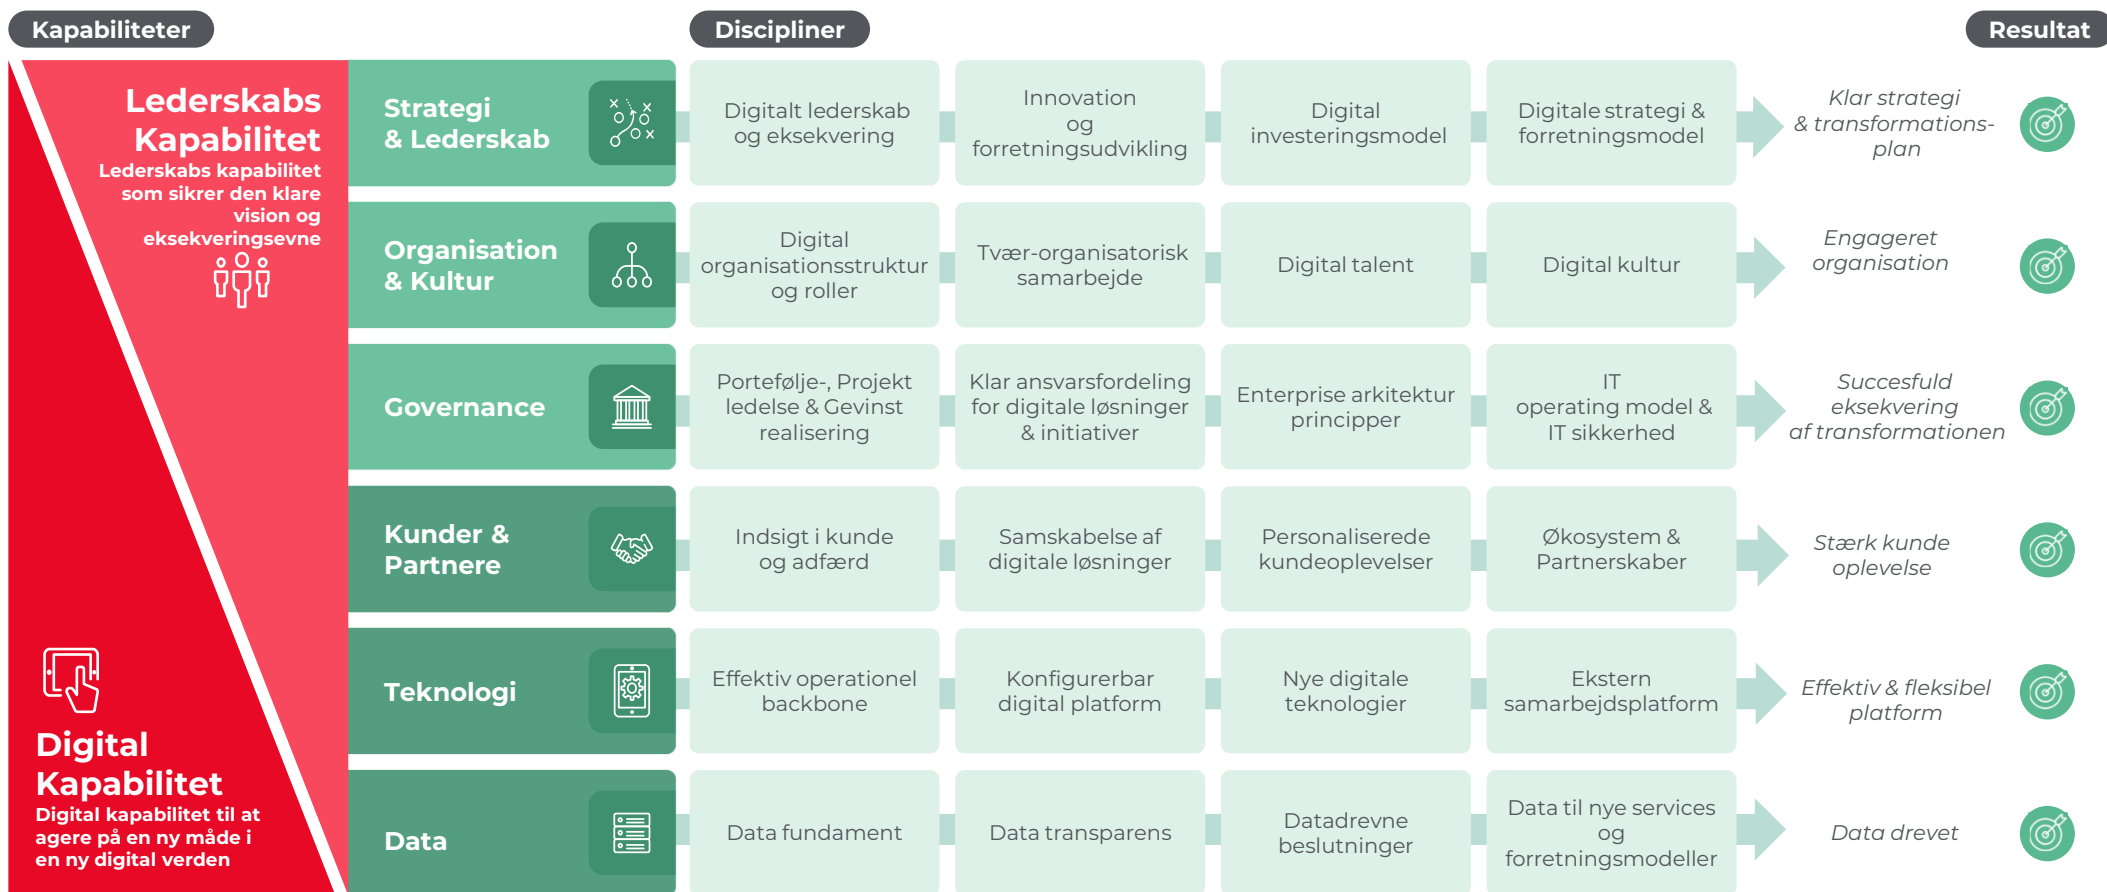 Kapabiliteter
Discipliner
Resultat
Lederskabs
Kapabilitet
Lederskabs kapabilitet
som sikrer den klare
vision og
eksekveringsevne
Digital
Kapabilitet
Digital kapabilitet til at
agere på en ny måde i
en ny digital verden
Strategi
& Lederskab
Digitalt lederskab
og eksekvering
Innovation
og
forretningsudvikling
Digital
investeringsmodel
Digitale strategi &
forretningsmodel
Klar strategi
& transformations-
plan
Organisation
& Kultur
Digital
organisationsstruktur
og roller
Tvær-organisatorisk
samarbejde
Digital talent
Digital kultur
Engageret
organisation
Governance
Portefølje-, Projekt
ledelse & Gevinst
realisering
Klar ansvarsfordeling
for digitale løsninger
& initiativer
Enterprise arkitektur
principper
IT
operating model &
IT sikkerhed
Succesfuld
eksekvering
af transformationen
Kunder &
Partnere
Indsigt i kunde
og adfærd
Samskabelse af
digitale løsninger
Personaliserede
kundeoplevelser
Økosystem &
Partnerskaber
Stærk kunde
oplevelse
Teknologi
Effektiv operationel
backbone
Konfigurerbar
digital platform
Nye digitale
teknologier
Ekstern
samarbejdsplatform
Effektiv & fleksibel
platform
Data
Data fundament
Data transparens
Datadrevne
beslutninger
Data til nye services
og
forretningsmodeller
Data drevet